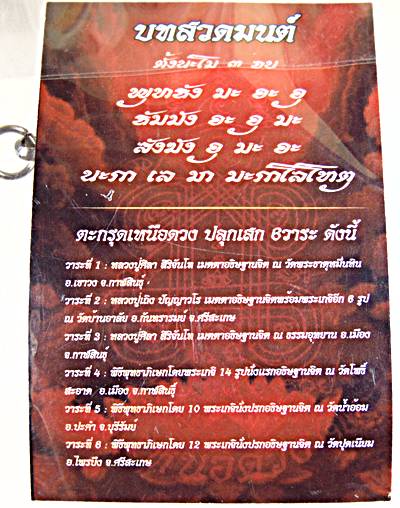 บทสวดมนต์
ตั้งนะโม ๓ จบ
พุทธัง มะ อะ อุ
ธัมมัง อะ อุ มะ
สังฆัง อุ มะ อะ
นะกา เล มา มะกาโลโหตุ
ตะกรุดเหนือดวง ปลุกเสก 6วาระ ดังนี้
วาระที่ 1 : หลวงปู่ศิลา สิริจันโท เมตตาอธิษฐานจิต ณ วัดพระธาตุหมื่นหิน
อ.เขาวง จ.กาฬสินธุ์
วาระที่ 2 : หลวงปู่เอิง ปัญญาวโร เมตตาอธิษฐานจิตพร้อมพระเกจิอีก 6 รูป
ณ วัดบ้านอาลัย อ.กันทรารมย์ จ.ศรีสะเกษ
วาระที่ 3 : หลวงปู่ศิลา สิริจันโท เมตตาอธิษฐานจิต ณ ธรรมอุทยาน อ.เมือง
จ.กาฬสินธุ์
วาระที่ 4 : พิธีพุทธาภิเษกโดยพระเกจิ 14 รูปนั่งแรกอธิษฐานจิต ณ วัดโพธิ์
สะอาด อ.เมือง จ.กาฬสินธุ์
วาระที่ 5 : พิธีพุทธาภิเษกโดย 10 พระเกจินั่งปรกอธิษฐานจิต ณ วัดน้ำอ้อม
อ.ปะคำ จ.บุรีรัมย์
วาระที่ 6 : พิธีพุทธาภิเษกโดย 12 พระเกจินั่งปรกอธิษฐานจิต ณ วัดปุดเนียม
อ.ไพรบึง จ.ศรีสะเกษ